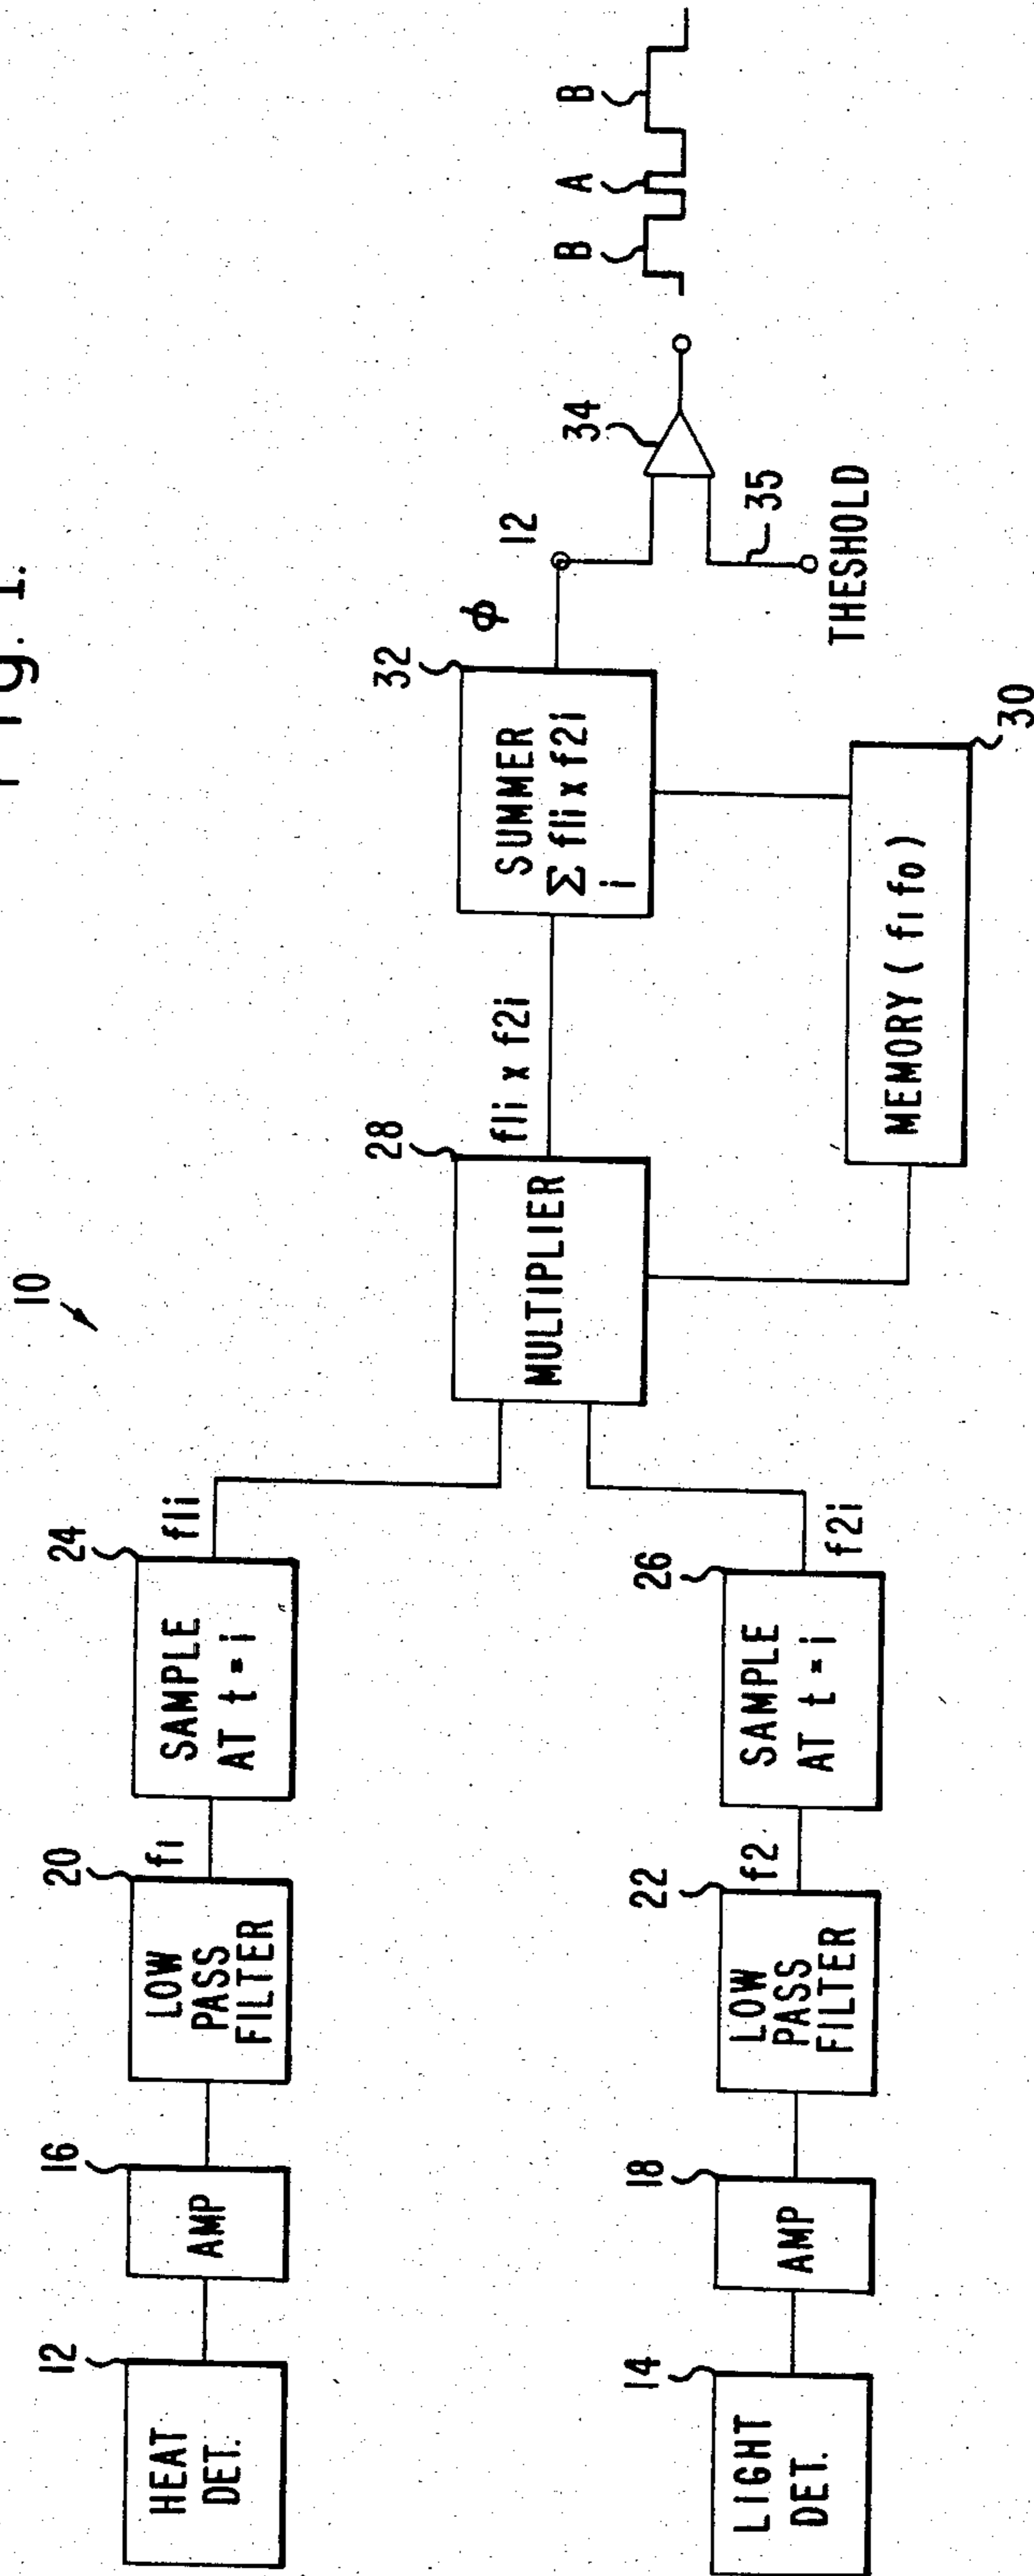 Fig. 1.
10
12
HEAT
DET.
16
AMP
20
LOW
PASS
FILTER
f1
24
SAMPLE
AT t = i
f1i
14
LIGHT
DET.
18
AMP
22
LOW
PASS
FILTER
f2
26
SAMPLE
AT t = i
f2i
28
MULTIPLIER
f1i x f2i
32
SUMMER
Σ f1i x f2i
i
MEMORY ( fifo )
30
ϕ
12
34
35
THESHOLD
B
A
B